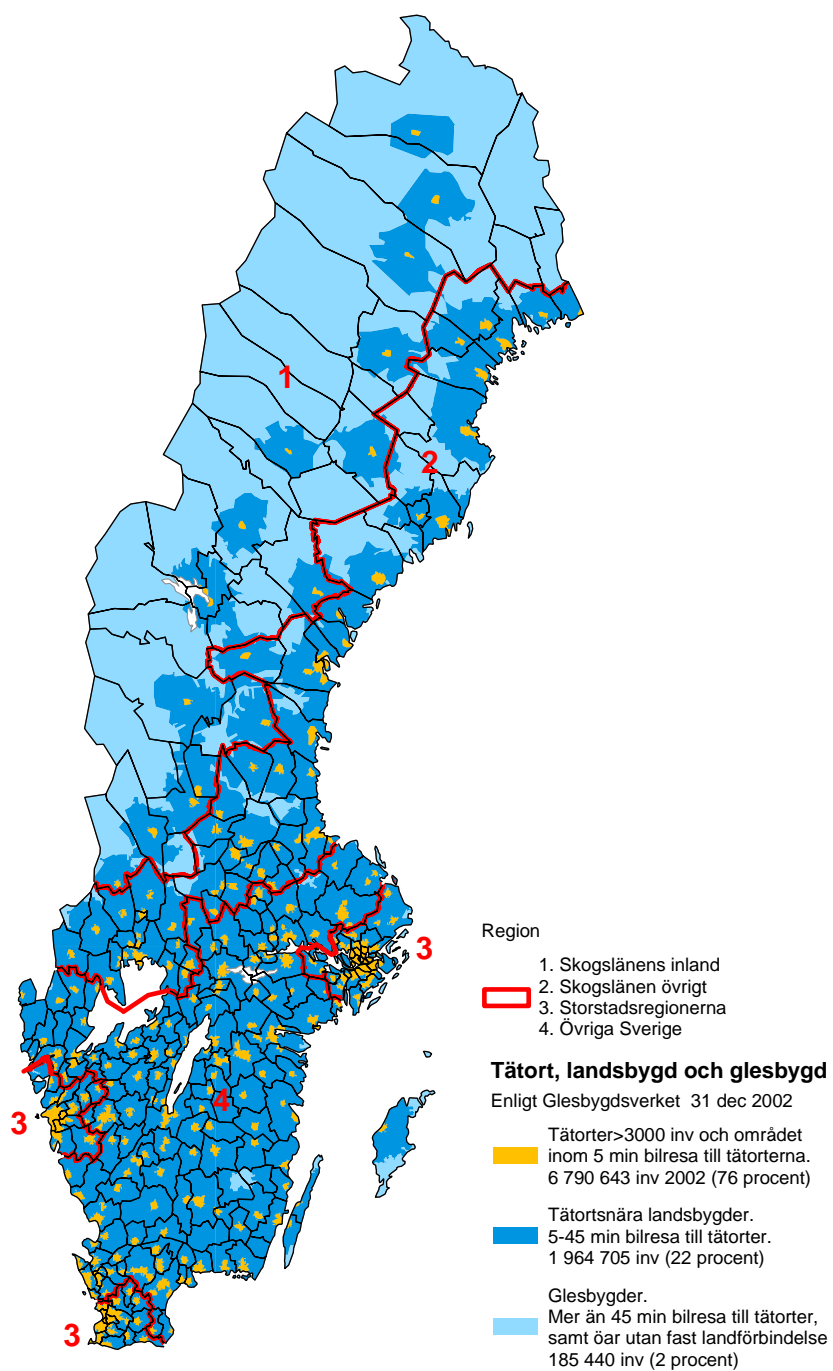 1
2
3
4
3
3
Region
1. Skogslänens inland
2. Skogslänen övrigt
3. Storstadsregionerna
4. Övriga Sverige
Tätort, landsbygd och glesbygd
Enligt Glesbygdsverket 31 dec 2002
Tätorter>3000 inv och området
inom 5 min bilresa till tätorterna.
6 790 643 inv 2002 (76 procent)
Tätortsnära landsbygder.
5-45 min bilresa till tätorter.
1 964 705 inv (22 procent)
Glesbygder.
Mer än 45 min bilresa till tätorter,
samt öar utan fast landförbindelse
185 440 inv (2 procent)